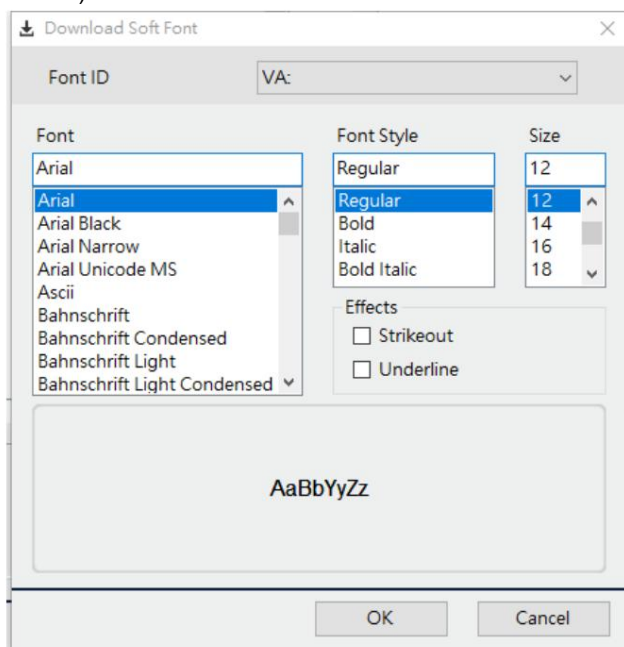 Download Soft Font
Font ID
VA:
Font
Arial
Arial
Arial Black
Arial Narrow
Arial Unicode MS
Ascii
Bahnschrift
Bahnschrift Condensed
Bahnschrift Light
Bahnschrift Light Condensed
Font Style
Regular
Regular
Bold
Italic
Bold Italic
Size
12
12
14
16
18
Effects
Strikeout
Underline
AaBbYyZz
OK
Cancel